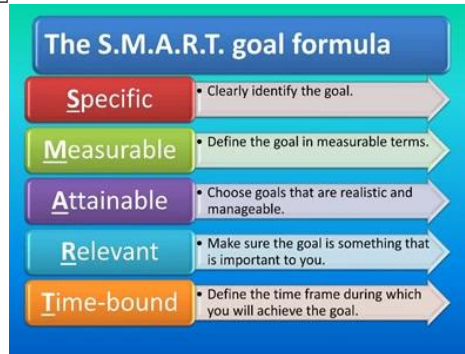 The S.M.A.R.T. goal formula
Specific
• Clearly identify the goal.
Measurable
• Define the goal in measurable terms.
Attainable
• Choose goals that are realistic and
manageable.
Relevant
• Make sure the goal is something that
is important to you.
Time-bound
• Define the time frame during which
you will achieve the goal.